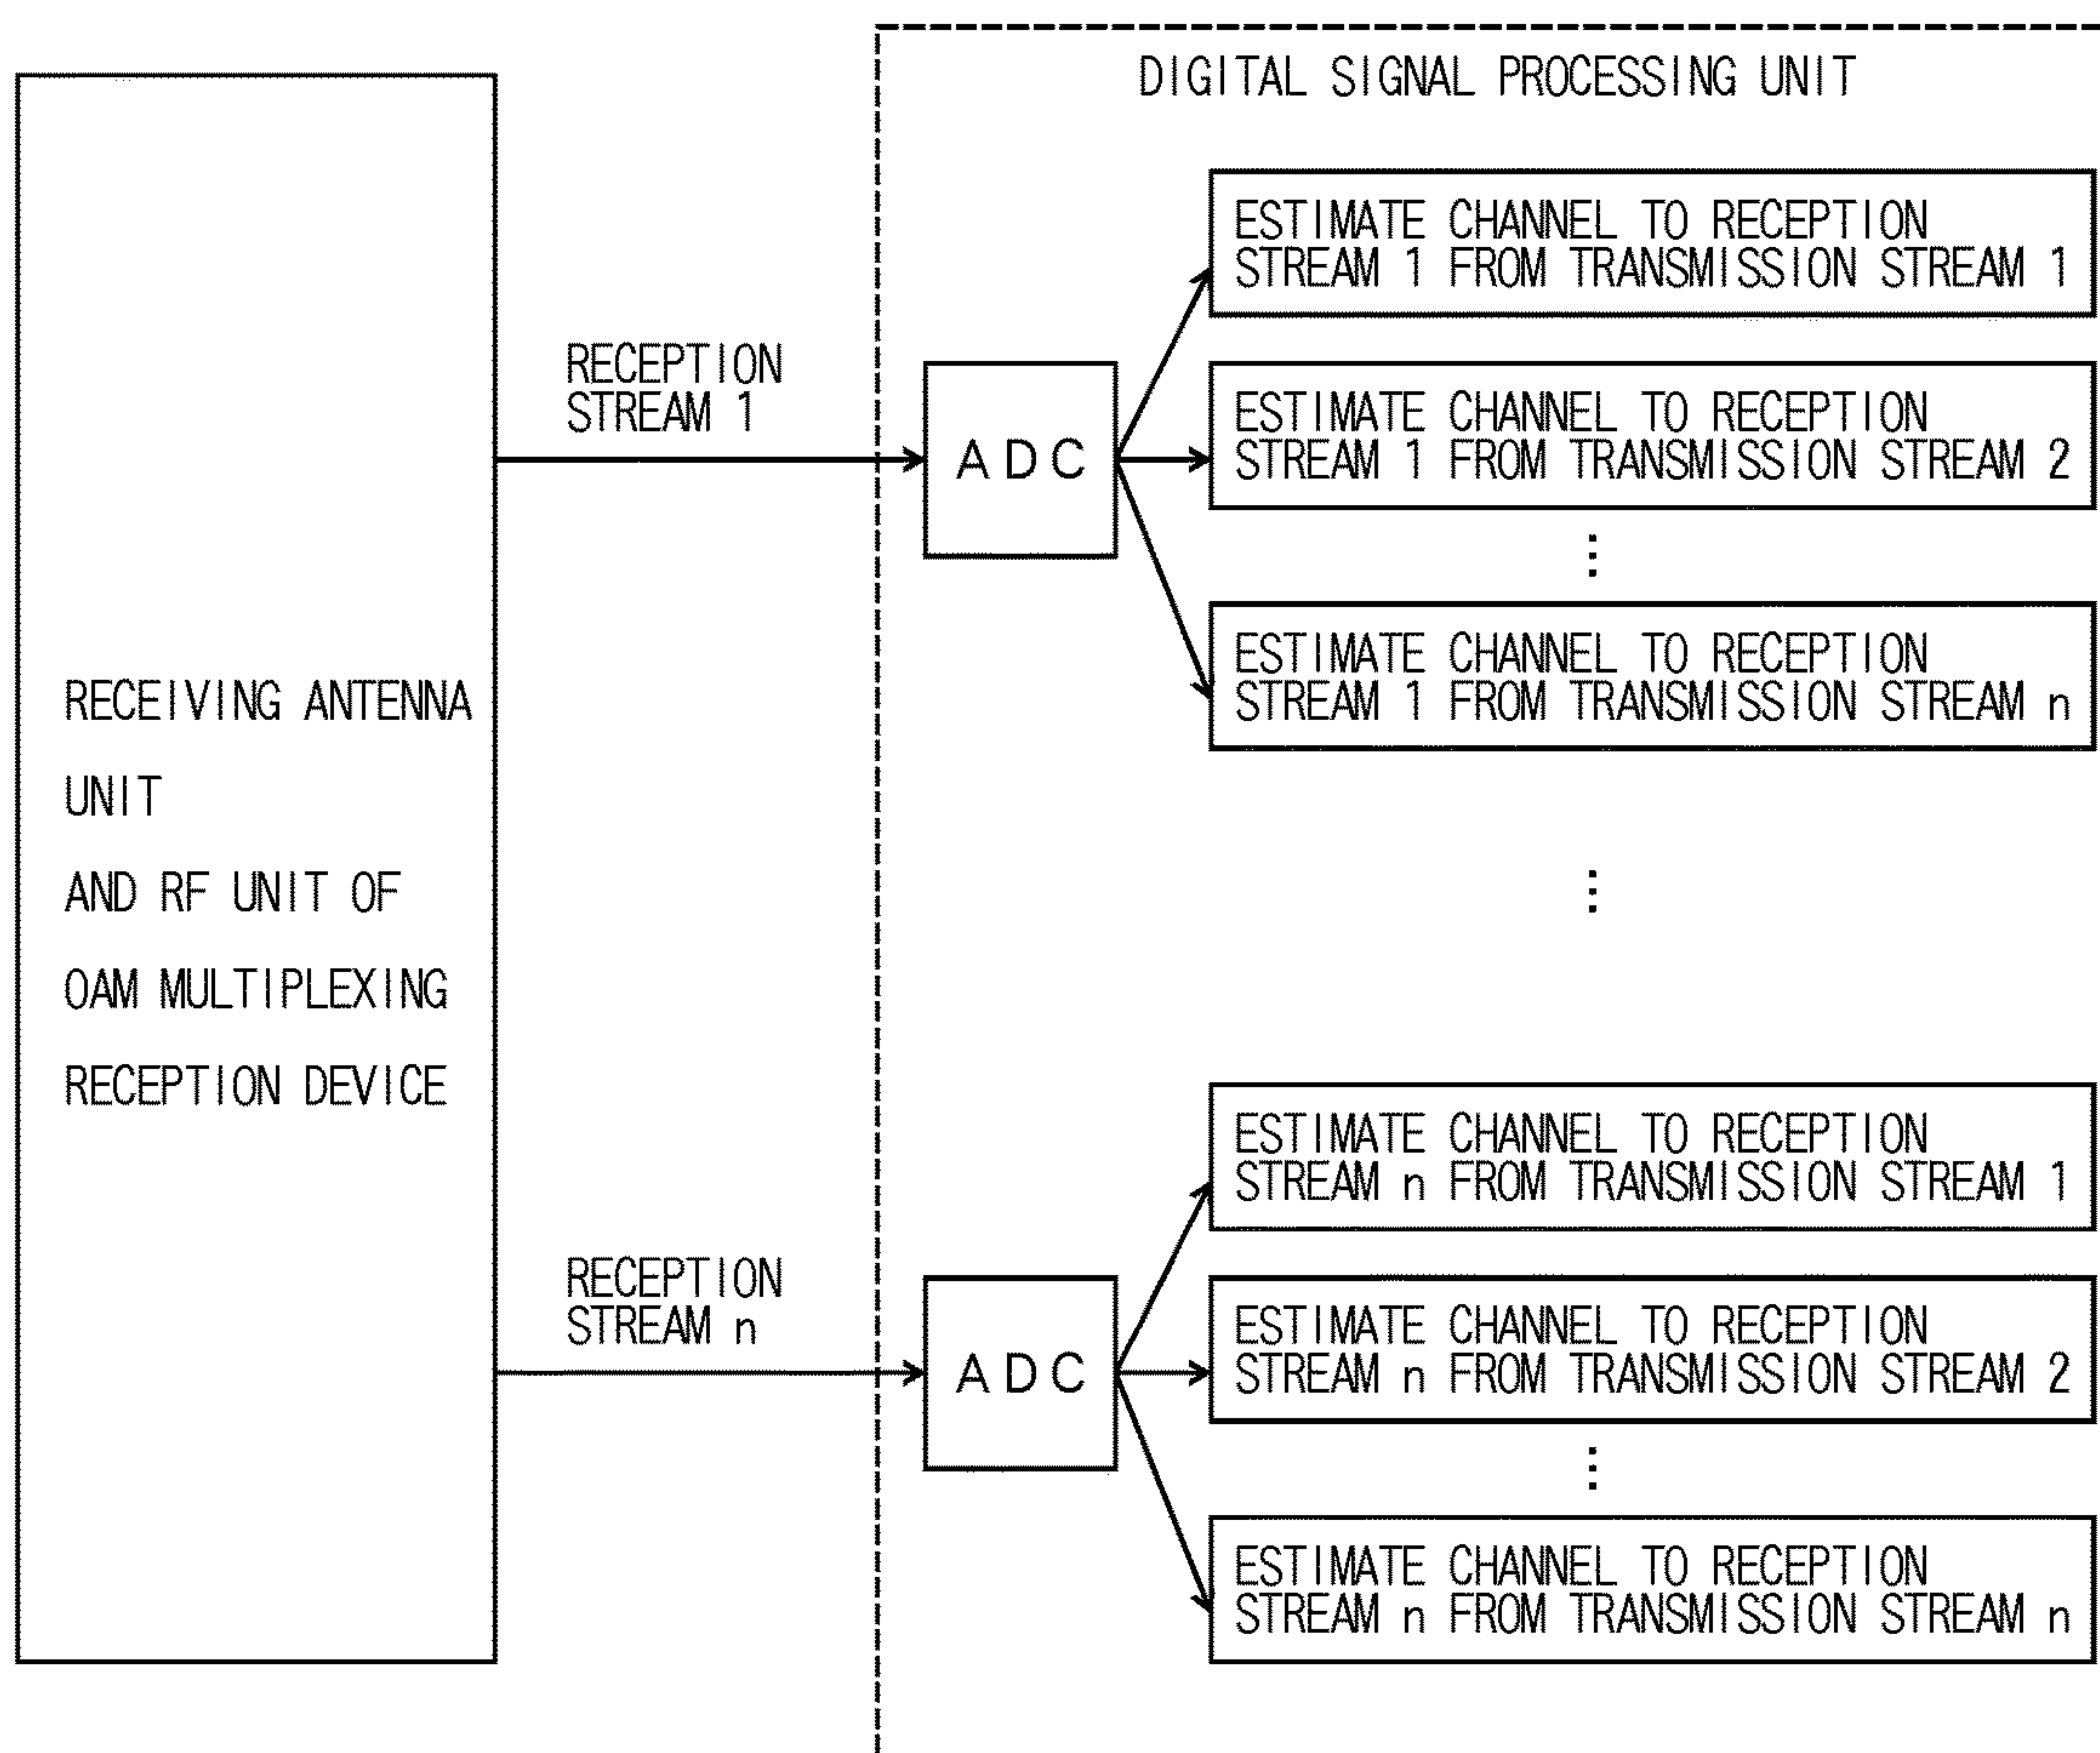 DIGITAL SIGNAL PROCESSING UNIT
RECEIVING ANTENNA
UNIT
AND RF UNIT OF
OAM MULTIPLEXING
RECEPTION DEVICE
RECEPTION
STREAM 1
ADC
ESTIMATE CHANNEL TO RECEPTION
STREAM 1 FROM TRANSMISSION STREAM 1
ESTIMATE CHANNEL TO RECEPTION
STREAM 1 FROM TRANSMISSION STREAM 2
ESTIMATE CHANNEL TO RECEPTION
STREAM 1 FROM TRANSMISSION STREAM n
RECEPTION
STREAM n
ADC
ESTIMATE CHANNEL TO RECEPTION
STREAM n FROM TRANSMISSION STREAM 1
ESTIMATE CHANNEL TO RECEPTION
STREAM n FROM TRANSMISSION STREAM 2
ESTIMATE CHANNEL TO RECEPTION
STREAM n FROM TRANSMISSION STREAM n